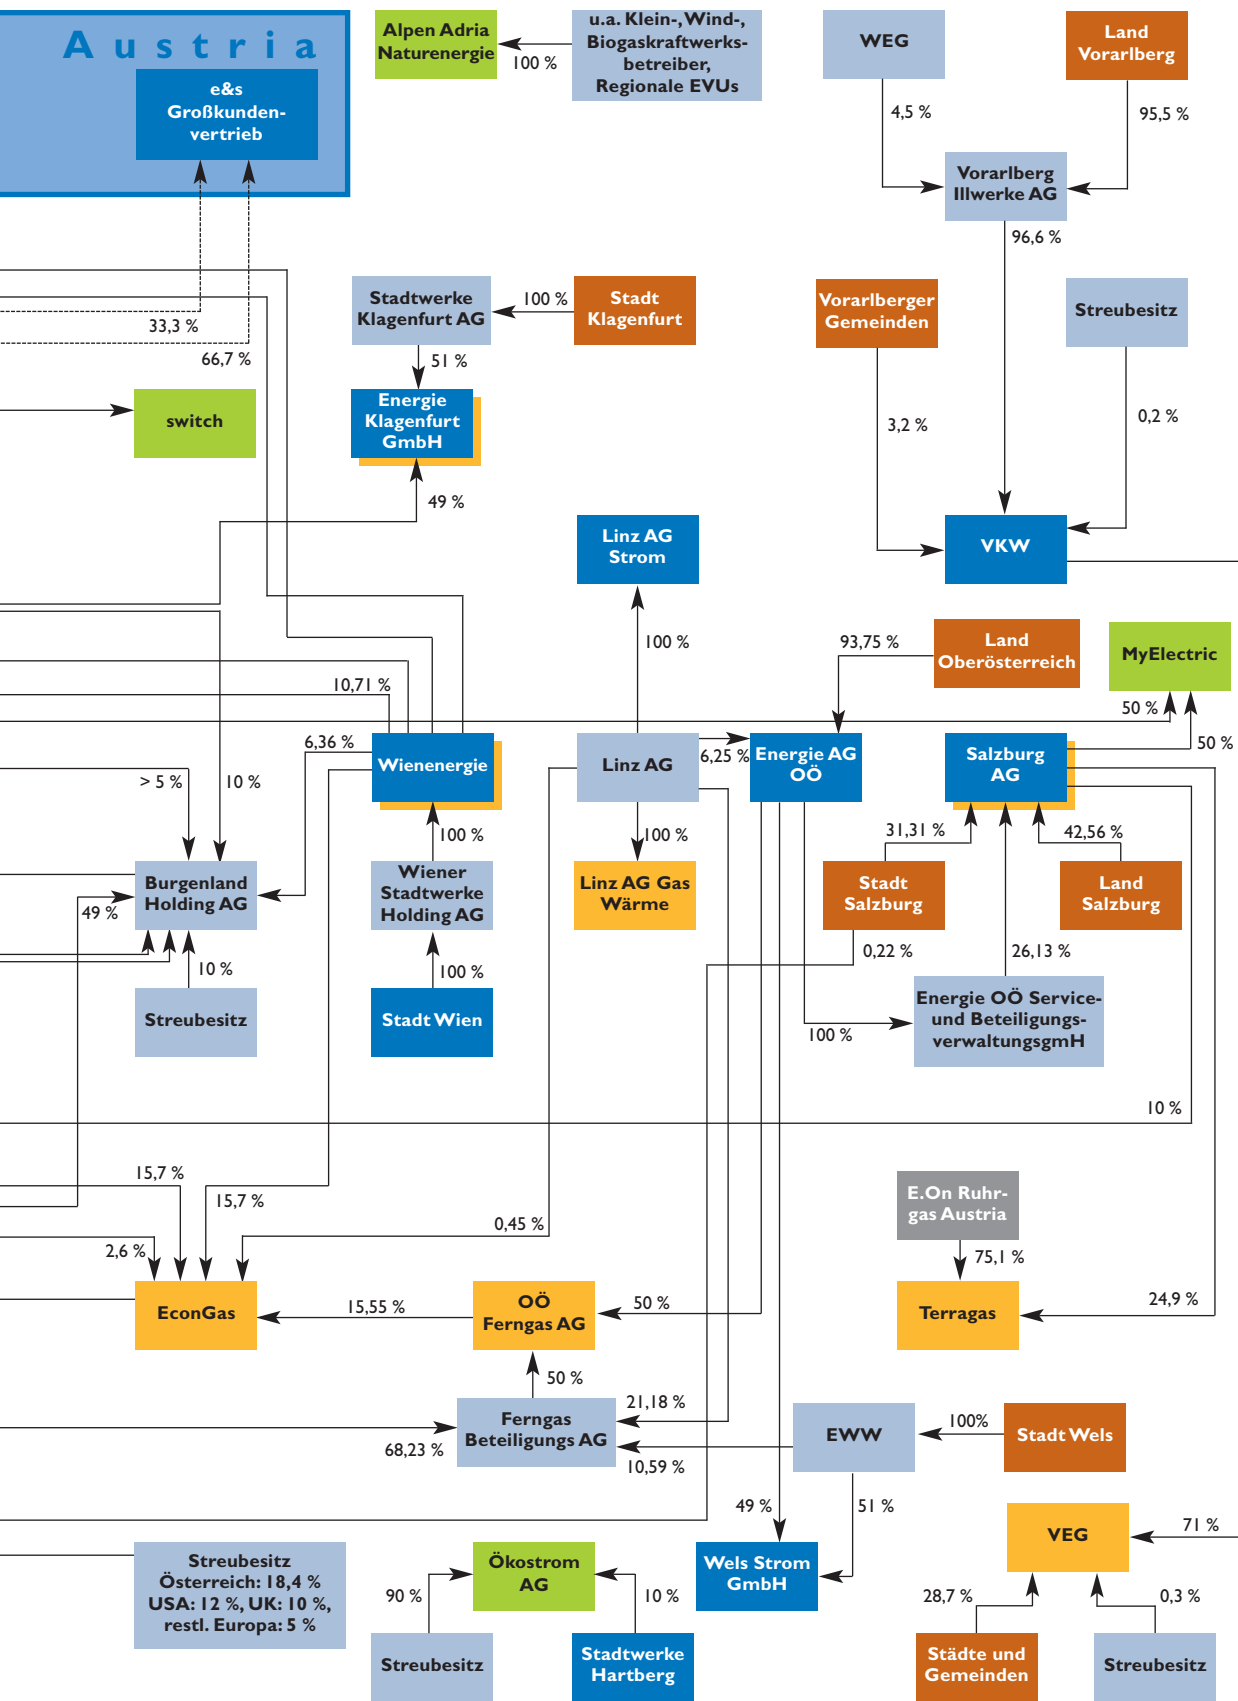 Austria
e&s
Großkunden-
vertrieb
Alpen Adria
Naturenergie
100 %
u.a. Klein-, Wind-,
Biogaskraftwerks-
betreiber,
Regionale EVUs
WEG
Land
Vorarlberg
4,5 %
95,5 %
Vorarlberg
Illwerke AG
96,6 %
33,3 %
66,7 %
Stadtwerke
Klagenfurt AG
100 %
Stadt
Klagenfurt
Vorarlberger
Gemeinden
Streubesitz
51 %
switch
Energie
Klagenfurt
GmbH
3,2 %
0,2 %
49 %
Linz AG
Strom
VKW
100 %
93,75 %
Land
Oberösterreich
MyElectric
10,71 %
50 %
50 %
6,36 %
Wienenergie
Linz AG
6,25 %
Energie AG
OÖ
Salzburg
AG
> 5 %
10 %
100 %
100 %
31,31 %
42,56 %
Burgenland
Holding AG
49 %
Wiener
Stadtwerke
Holding AG
Linz AG Gas
Wärme
Stadt
Salzburg
Land
Salzburg
10 %
100 %
0,22 %
26,13 %
Streubesitz
Stadt Wien
100 %
Energie OÖ Service-
und Beteiligungs-
verwaltungsgmH
10 %
15,7 %
15,7 %
0,45 %
2,6 %
E.On Ruhr-
gas Austria
75,1 %
EconGas
15,55 %
OÖ
Ferngas AG
50 %
Terragas
24,9 %
50 %
21,18 %
Ferngas
Beteiligungs AG
68,23 %
10,59 %
EWW
100%
Stadt Wels
49 %
51 %
VEG
71 %
Streubesitz
Österreich: 18,4 %
USA: 12 %, UK: 10 %,
restl. Europa: 5 %
Ökostrom
AG
90 %
10 %
Wels Strom
GmbH
28,7 %
0,3 %
Streubesitz
Stadtwerke
Hartberg
Städte und
Gemeinden
Streubesitz